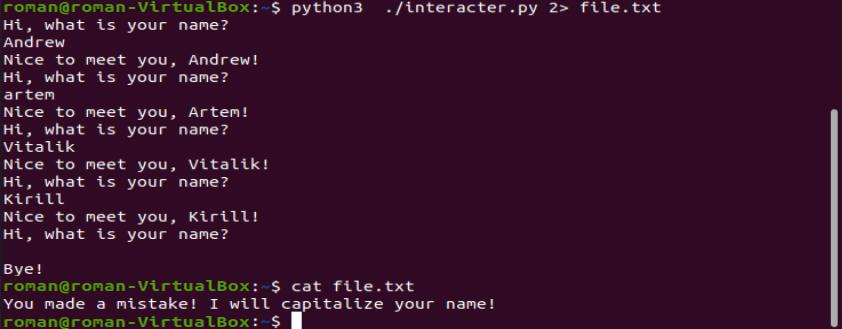 roman@roman-VirtualBox:~$ python3  ./interacter.py 2> file.txt
Hi, what is your name?
Andrew
Nice to meet you, Andrew!
Hi, what is your name?
artem
Nice to meet you, Artem!
Hi, what is your name?
Vitalik
Nice to meet you, Vitalik!
Hi, what is your name?
Kirill
Nice to meet you, Kirill!
Hi, what is your name?

Bye!
roman@roman-VirtualBox:~$ cat file.txt
You made a mistake! I will capitalize your name!
roman@roman-VirtualBox:~$